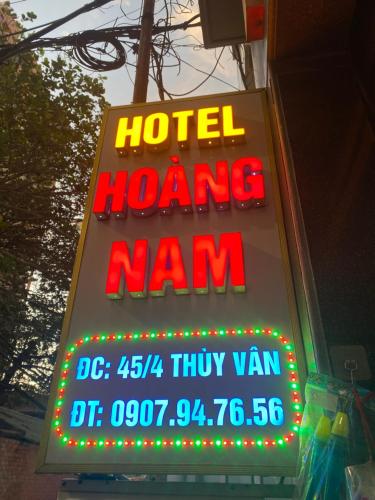 HOTEL
HOÀNG
NAM
ĐC: 45/4 THÙY VÂN
ĐT: 0907.94.76.56